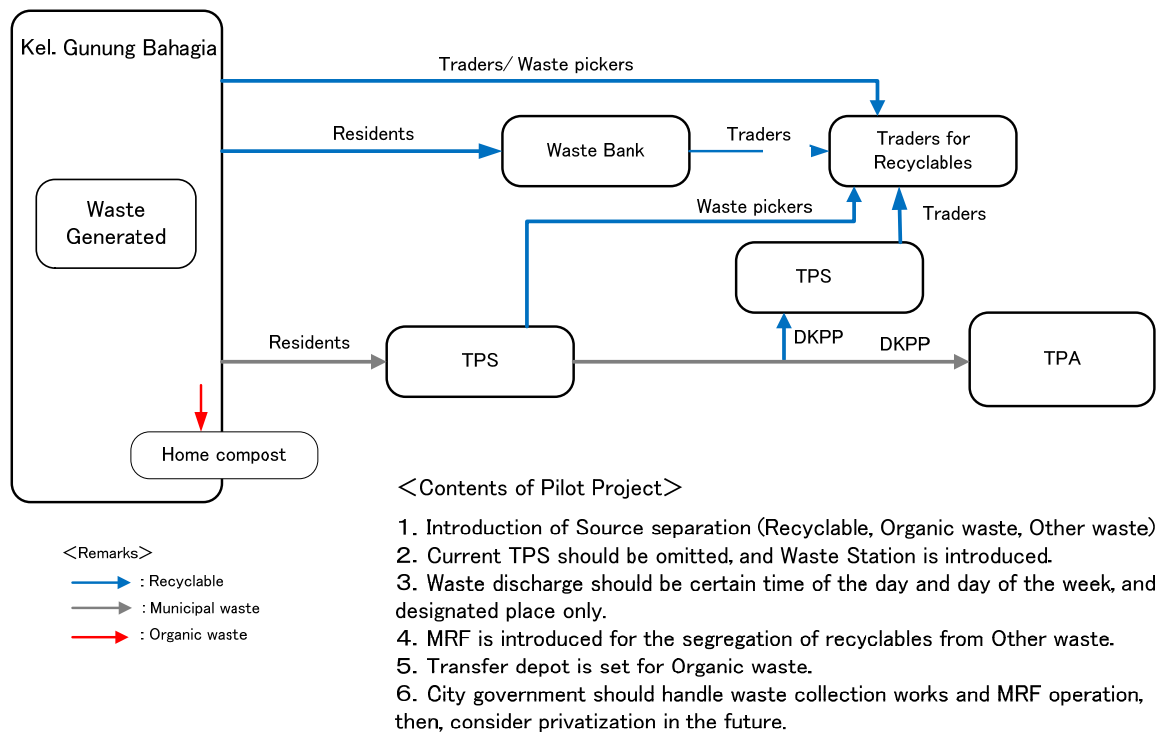 Kel. Gunung Bahagia
Traders/ Waste pickers
Residents
Waste Bank
Traders
Traders for
Recyclables
Waste
Generated
Waste pickers
Traders
TPS
DKPP
Residents
TPS
DKPP
TPA
Home compost
<Contents of Pilot Project>
1. Introduction of Source separation (Recyclable, Organic waste, Other waste)
2. Current TPS should be omitted, and Waste Station is introduced.
3. Waste discharge should be certain time of the day and day of the week, and
designated place only.
4. MRF is introduced for the segregation of recyclables from Other waste.
5. Transfer depot is set for Organic waste.
6. City government should handle waste collection works and MRF operation,
then, consider privatization in the future.
<Remarks>
: Recyclable
: Municipal waste
: Organic waste